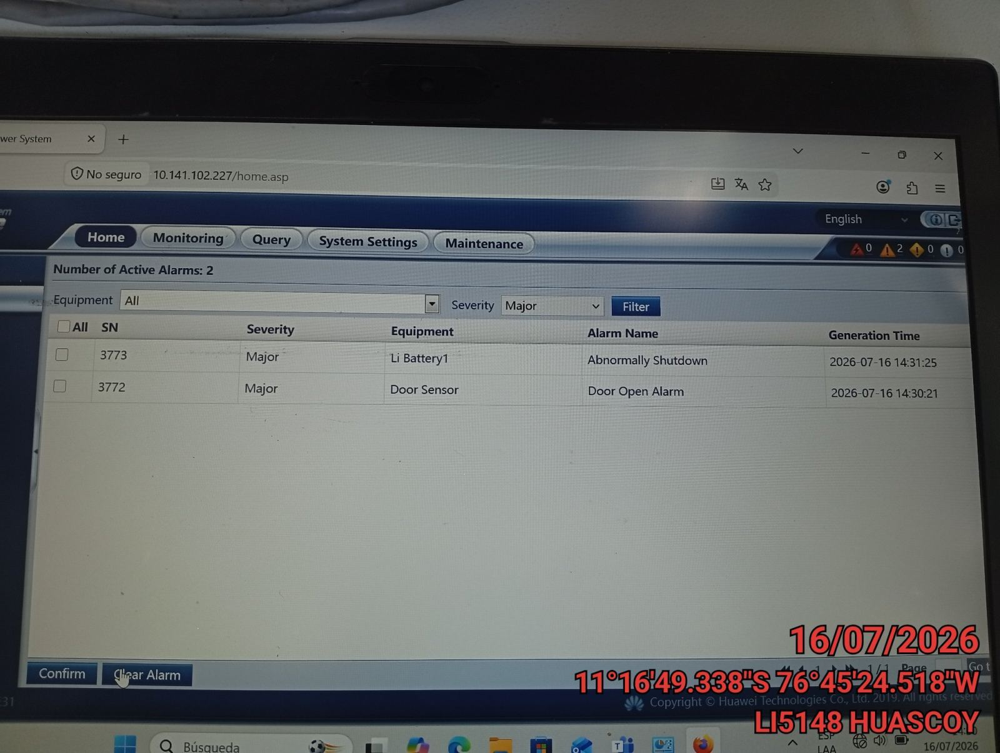 wer System
No seguro 10.141.102.227/home.asp
English
Home Monitoring Query System Settings Maintenance
0 2 0 0
Number of Active Alarms: 2
Equipment All Severity Major Filter
All SN Severity Equipment Alarm Name Generation Time
3773 Major Li Battery1 Abnormally Shutdown 2026-07-16 14:31:25
3772 Major Door Sensor Door Open Alarm 2026-07-16 14:30:21
Confirm Clear Alarm
1 / 1 Page Go t
Copyright © Huawei Technologies Co., Ltd. 2019. All rights reserved
16/07/2026
11°16'49.338"S 76°45'24.518"W
LI5148 HUASCOY
Búsqueda
ESP
LAA
16/07/2026